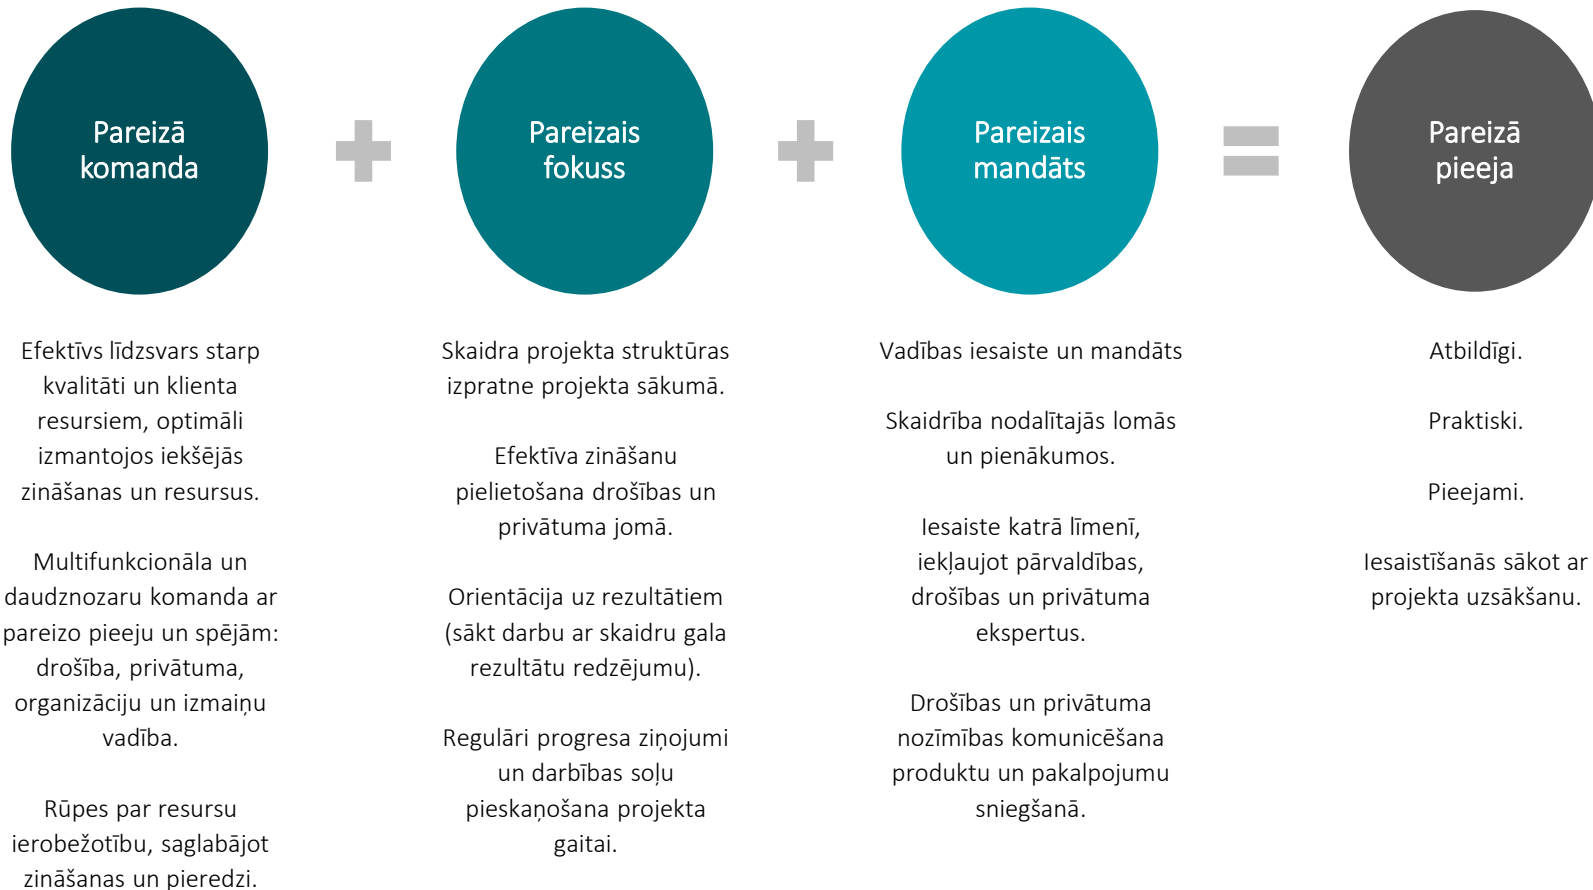 Pareizā
komanda
Pareizais
fokuss
Pareizais
mandāts
Pareizā
pieeja
Efektīvs līdzsvars starp
kvalitāti un klienta
resursiem, optimāli
izmantojos iekšējās
zināšanas un resursus.
Multifunkcionāla un
daudznozaru komanda ar
pareizo pieeju un spējām:
drošība, privātuma,
organizāciju un izmaiņu
vadība.
Rūpes par resursu
ierobežotību, saglabājot
zināšanas un pieredzi.
Skaidra projekta struktūras
izpratne projekta sākumā.
Efektīva zināšanu
pielietošana drošības un
privātuma jomā.
Orientācija uz rezultātiem
(sākt darbu ar skaidru gala
rezultātu redzējumu).
Regulāri progresa ziņojumi
un darbības soļu
pieskaņošana projekta
gaitai.
Vadības iesaiste un mandāts
Skaidrība nodalītajās lomās
un pienākumos.
Iesaiste katrā līmenī,
iekļaujot pārvaldības,
drošības un privātuma
ekspertus.
Drošības un privātuma
nozīmības komunicēšana
produktu un pakalpojumu
sniegšanā.
Atbildīgi.
Praktiski.
Pieejami.
Iesaistīšanās sākot ar
projekta uzsākšanu.